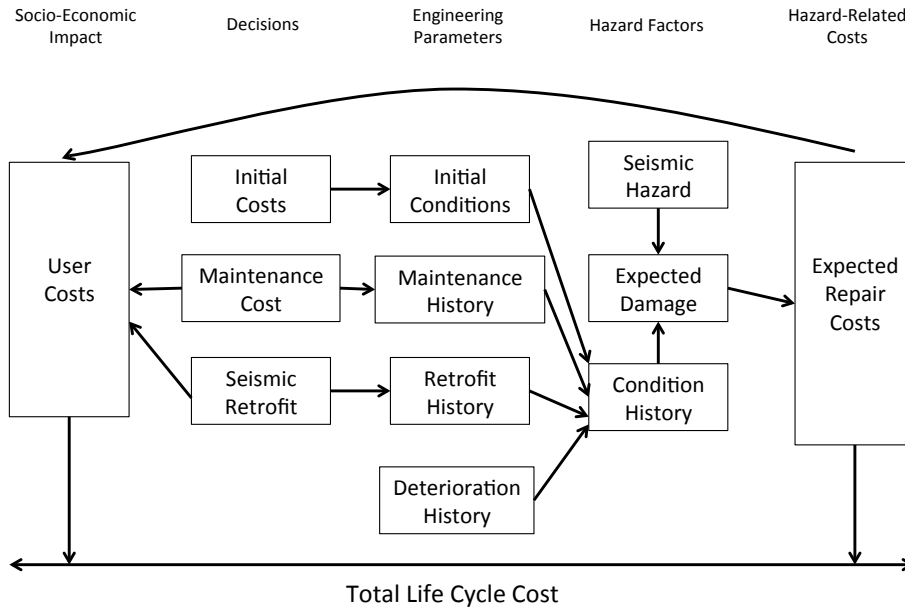 Socio-Economic
Impact
Decisions
Engineering
Parameters
Hazard Factors
Hazard-Related
Costs
User
Costs
Initial
Costs
Initial
Conditions
Seismic
Hazard
Maintenance
Cost
Maintenance
History
Expected
Damage
Expected
Repair
Costs
Seismic
Retrofit
Retrofit
History
Condition
History
Deterioration
History
Total Life Cycle Cost